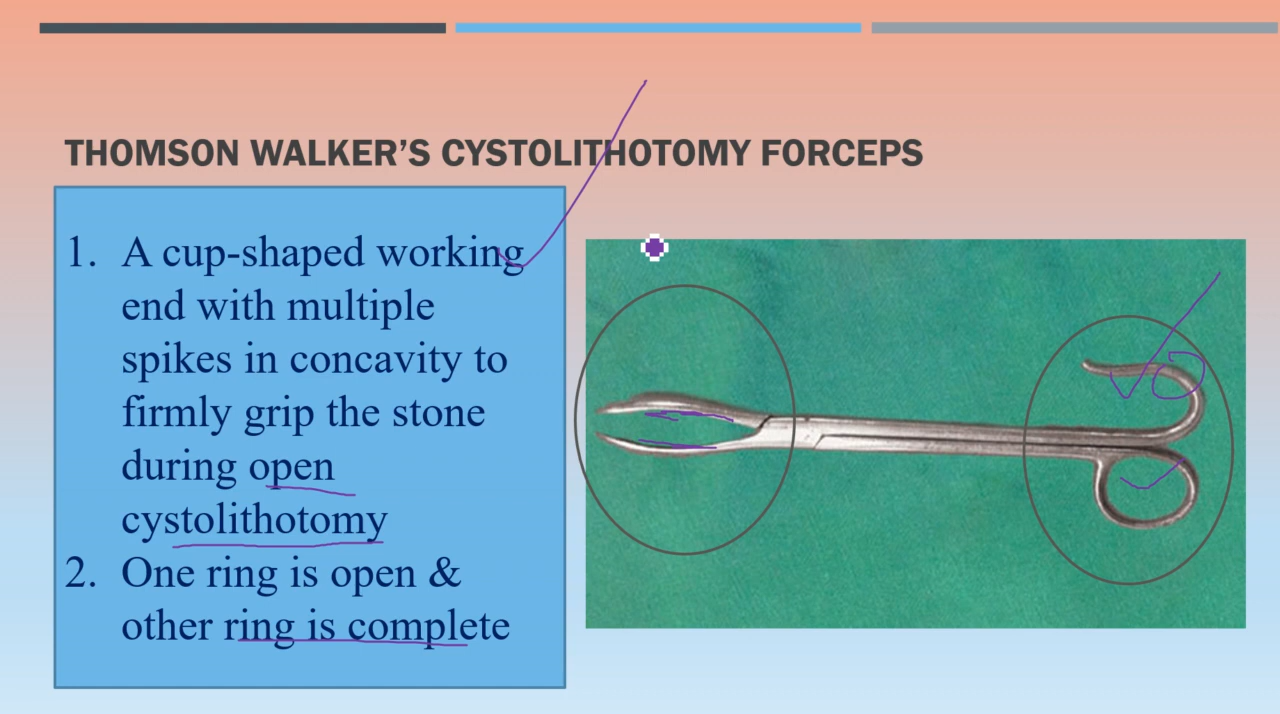 THOMSON WALKER’S CYSTOLITHOTOMY FORCEPS
1. A cup-shaped working
end with multiple
spikes in concavity to
firmly grip the stone
during open
cystolithotomy
2. One ring is open &
other ring is complete